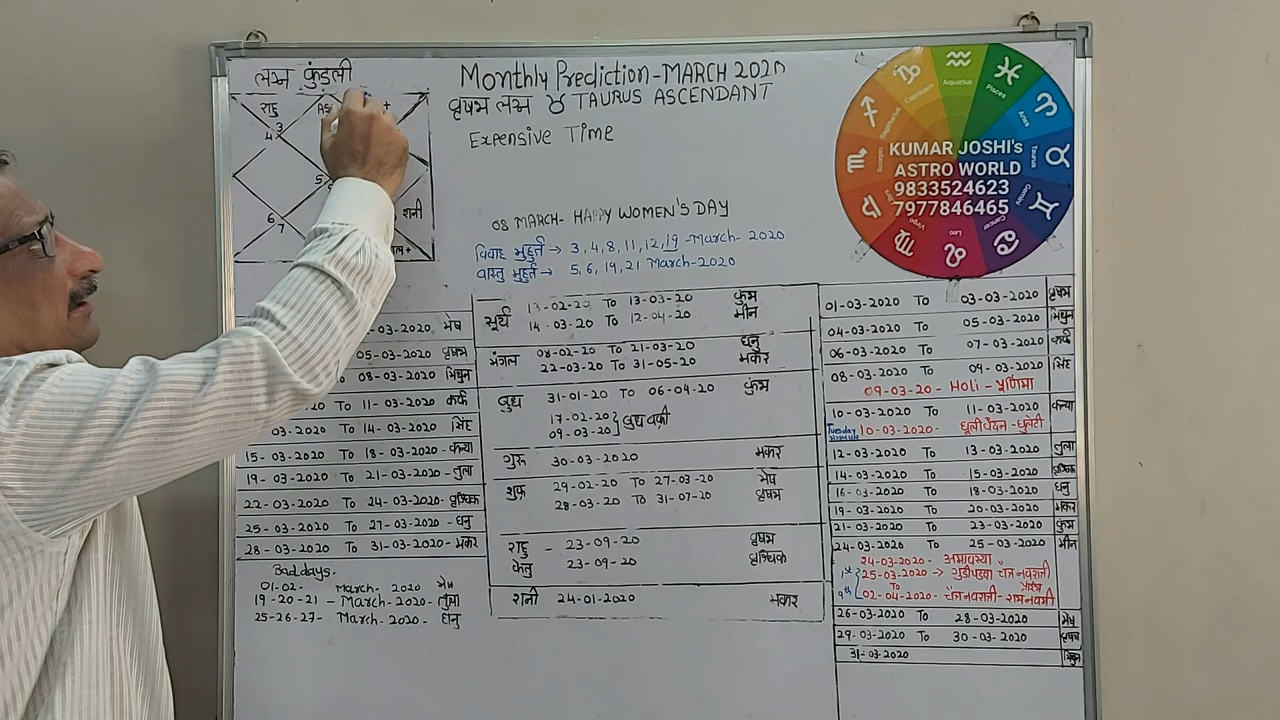 लग्न कुंडली
राहु
3
4
5
6
7
शनी
Monthly Prediction - MARCH 2020
वृषभ लग्न ♉ TAURUS ASCENDANT
Expensive Time
08 MARCH - HAPPY WOMEN'S DAY
विवाह मुहुर्त → 3, 4, 8, 11, 12, 19 - March - 2020
वास्तु मुहुर्त → 5, 6, 19, 21 March - 2020
Capricorn
Aquarius
Pisces
Aries
Taurus
Gemini
Cancer
Leo
Virgo
Libra
Scorpio
Sagittarius
KUMAR JOSHI's
ASTRO WORLD
9833524623
7977846465
-03-2020 मेष
05-03-2020 वृषभ
08-03-2020 मिथुन
To 11-03-2020 कर्क
03-2020 To 14-03-2020 सिंह
15-03-2020 To 18-03-2020 - कन्या
19-03-2020 To 21-03-2020 - तुला
22-03-2020 To 24-03-2020 - वृश्चिक
25-03-2020 To 27-03-2020 - धनु
28-03-2020 To 31-03-2020 - मकर
Bad days.
01-02- March-2020 मेष
19-20-21 - March-2020 - तुला
25-26-27- March-2020 - धनु
सुर्य 13-02-20 To 13-03-20 कुंभ
14-03-20 To 12-04-20 मीन
मंगल 08-02-20 To 21-03-20 धनु
22-03-20 To 31-05-20 मकर
बुध 31-01-20 To 06-04-20 कुंभ
17-02-20
09-03-20 } बुध वक्री
गुरु 30-03-2020 मकर
शुक्र 29-02-20 To 27-03-20 मेष
28-03-20 To 31-07-20 वृषभ
राहु - 23-09-20 वृषभ
केतु 23-09-20 वृश्चिक
शनी 24-01-2020 मकर
01-03-2020 To 03-03-2020 वृषभ
04-03-2020 To 05-03-2020 मिथुन
06-03-2020 To 07-03-2020 कर्क
08-03-2020 To 09-03-2020 सिंह
09-03-20 - Holi - पूर्णिमा
10-03-2020 To 11-03-2020 कन्या
Tuesday 10-03-2020- धूलीवंदन - धुलेटी
12-03-2020 To 13-03-2020 तुला
14-03-2020 To 15-03-2020 वृश्चिक
16-03-2020 To 18-03-2020 धनु
19-03-2020 To 20-03-2020 मकर
21-03-2020 To 23-03-2020 कुंभ
24-03-2020 To 25-03-2020 मीन
24-03-2020- अमावस्या
1st 25-03-2020 → गुडीपडवा चैत्र नवरात्री
To प्रारंभ
9th 02-04-2020 - चैत्र नवरात्री - रामनवमी
26-03-2020 To 28-03-2020 मेष
29-03-2020 To 30-03-2020 वृषभ
31-03-2020 मिथुन